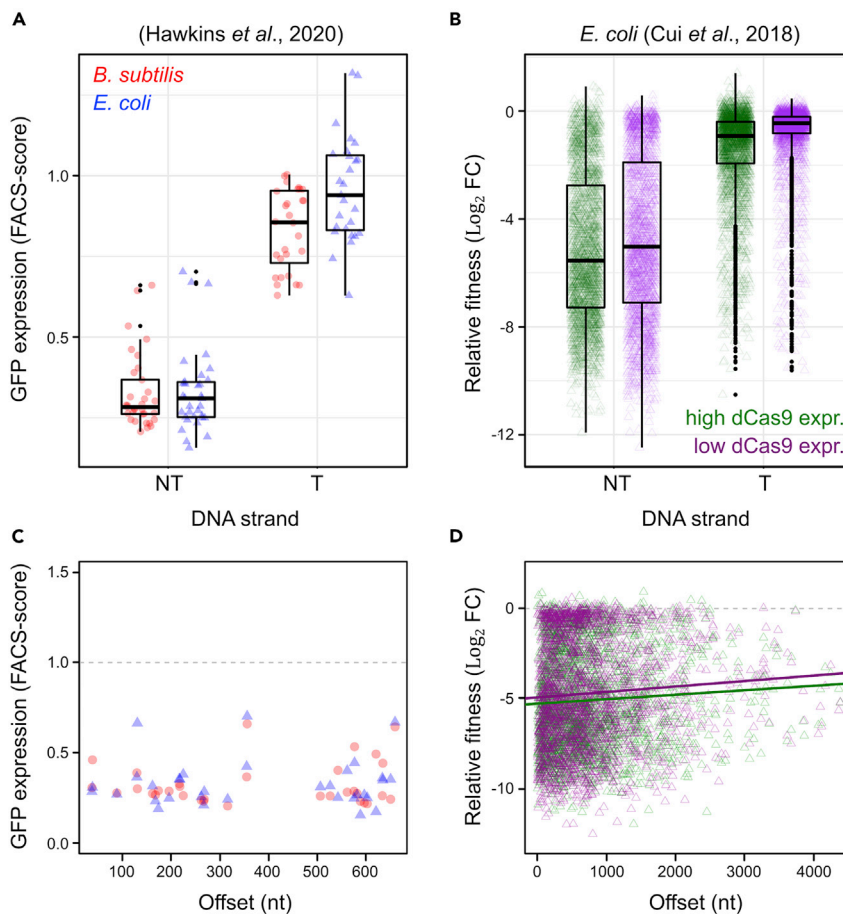 A
(Hawkins et al., 2020)
GFP expression (FACS-score)
1.0
0.5
B. subtilis
E. coli
NT T
DNA strand
B
E. coli (Cui et al., 2018)
Relative fitness (Log₂ FC)
0
-4
-8
-12
high dCas9 expr.
low dCas9 expr.
NT T
DNA strand
C
GFP expression (FACS-score)
1.5
1.0
0.5
0.0
100 200 300 400 500 600
Offset (nt)
D
Relative fitness (Log₂ FC)
0
-5
-10
0 1000 2000 3000 4000
Offset (nt)